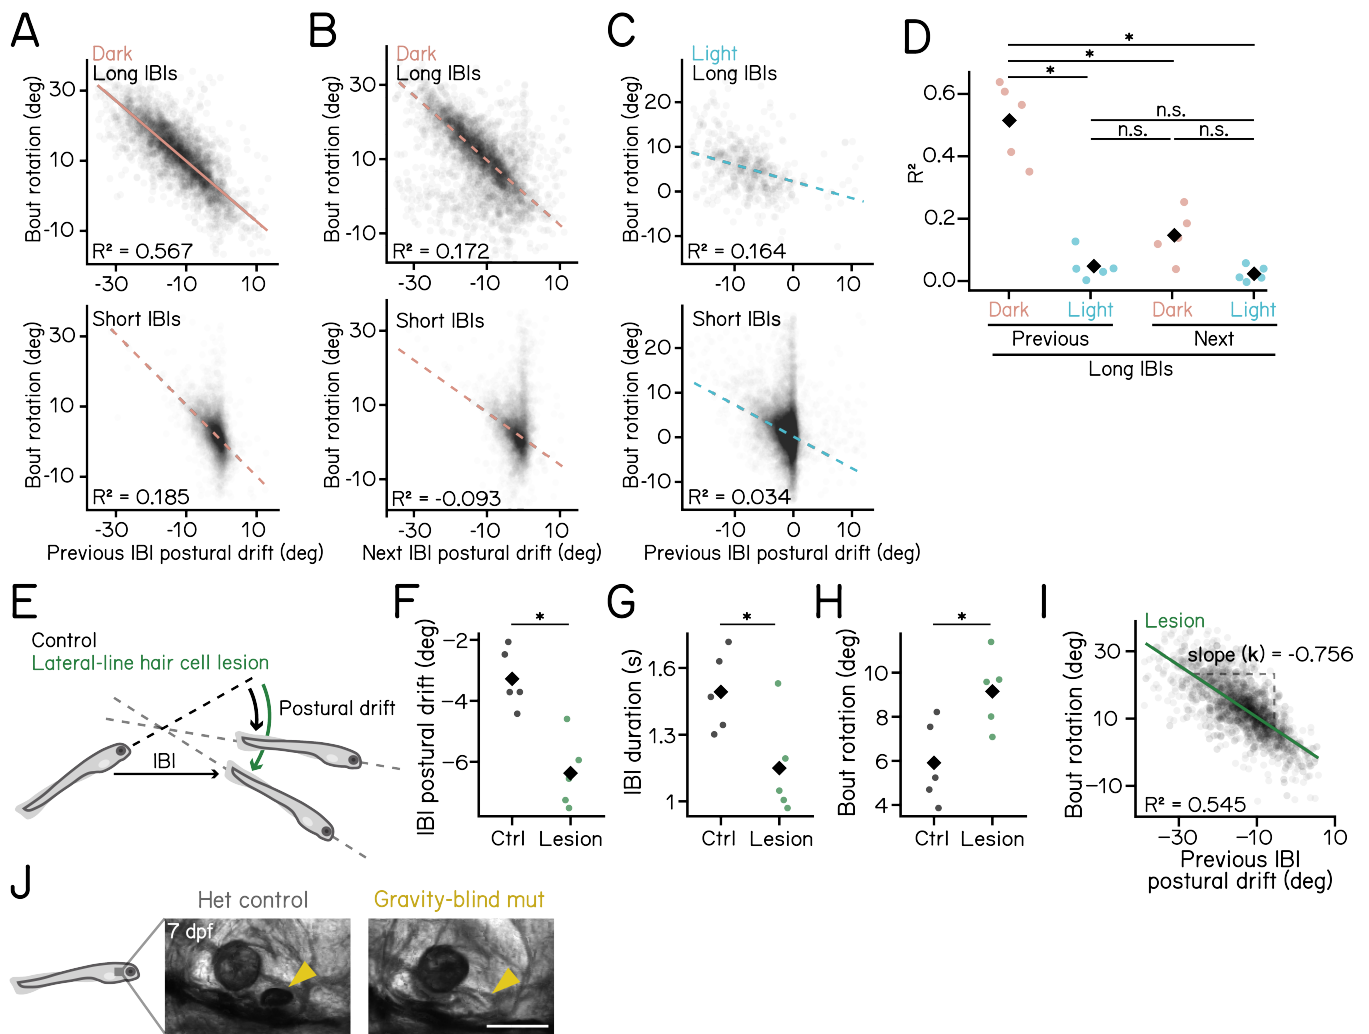 A
Dark
Long IBIs
Bout rotation (deg)
30
10
-10
R² = 0.567
-30
-10
10
Short IBIs
Bout rotation (deg)
30
10
-10
R² = 0.185
-30
-10
10
Previous IBI postural drift (deg)
B
Dark
Long IBIs
Bout rotation (deg)
30
10
-10
R² = 0.172
-30
-10
10
Short IBIs
Bout rotation (deg)
30
10
-10
R² = -0.093
-30
-10
10
Next IBI postural drift (deg)
C
Light
Long IBIs
Bout rotation (deg)
20
10
0
-10
R² = 0.164
-10
0
10
Short IBIs
Bout rotation (deg)
20
10
0
-10
R² = 0.034
-10
0
10
Previous IBI postural drift (deg)
D
*
*
*
n.s.
n.s.
n.s.
R²
0.6
0.4
0.2
0.0
Dark Light Dark Light
Previous Next
Long IBIs
E
Control
Lateral-line hair cell lesion
Postural drift
IBI
F
*
IBI postural drift (deg)
−2
−4
−6
Ctrl Lesion
G
*
IBI duration (s)
1.6
1.3
1
Ctrl Lesion
H
*
Bout rotation (deg)
10
8
6
4
Ctrl Lesion
I
Lesion
slope (k) = -0.756
Bout rotation (deg)
30
10
−10
R² = 0.545
−30
−10
10
Previous IBI
postural drift (deg)
J
Het control
Gravity-blind mut
7 dpf